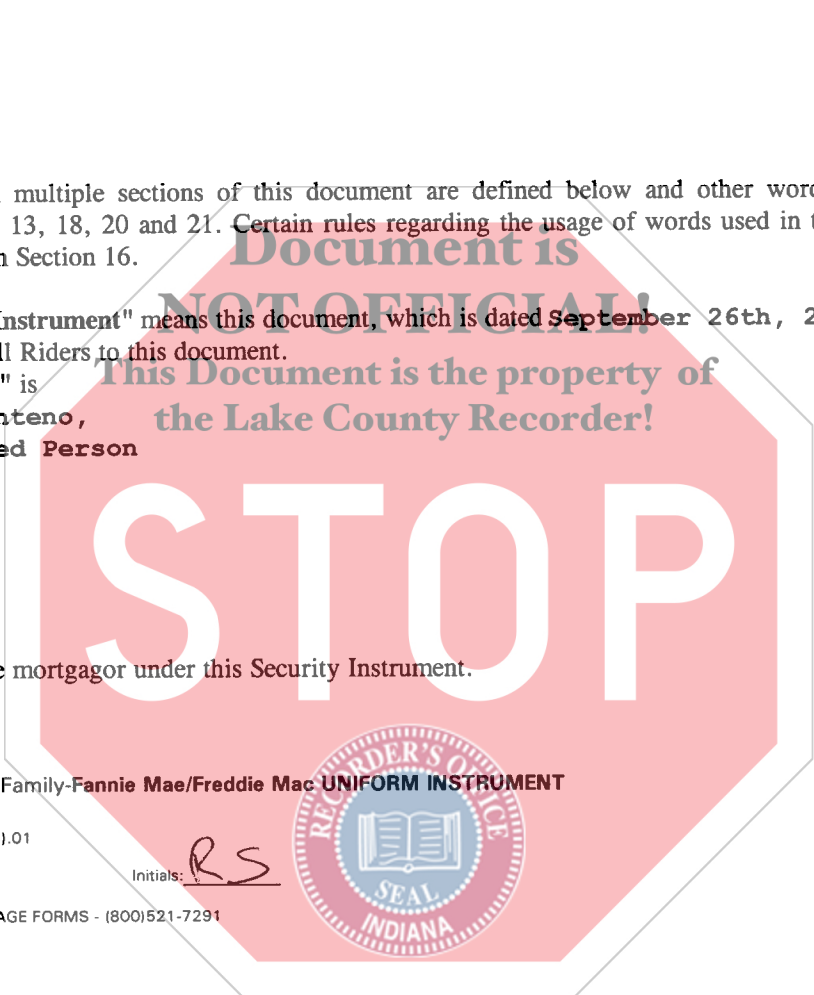 multiple sections of this document are defined below and other word
13, 18, 20 and 21. Certain rules regarding the usage of words used in t
n Section 16.
Document is
NOT OFFICIAL!
Instrument" means this document, which is dated September 26th, 2
ll Riders to this document.
This Document is the property of
" is
nteno,
the Lake County Recorder!
ed Person
STOP
e mortgagor under this Security Instrument.
RECORDER'S OFFICE
Family-Fannie Mae/Freddie Mac UNIFORM INSTRUMENT
).01
Initials: RS
SEAL
INDIANA
AGE FORMS - (800)521-7291